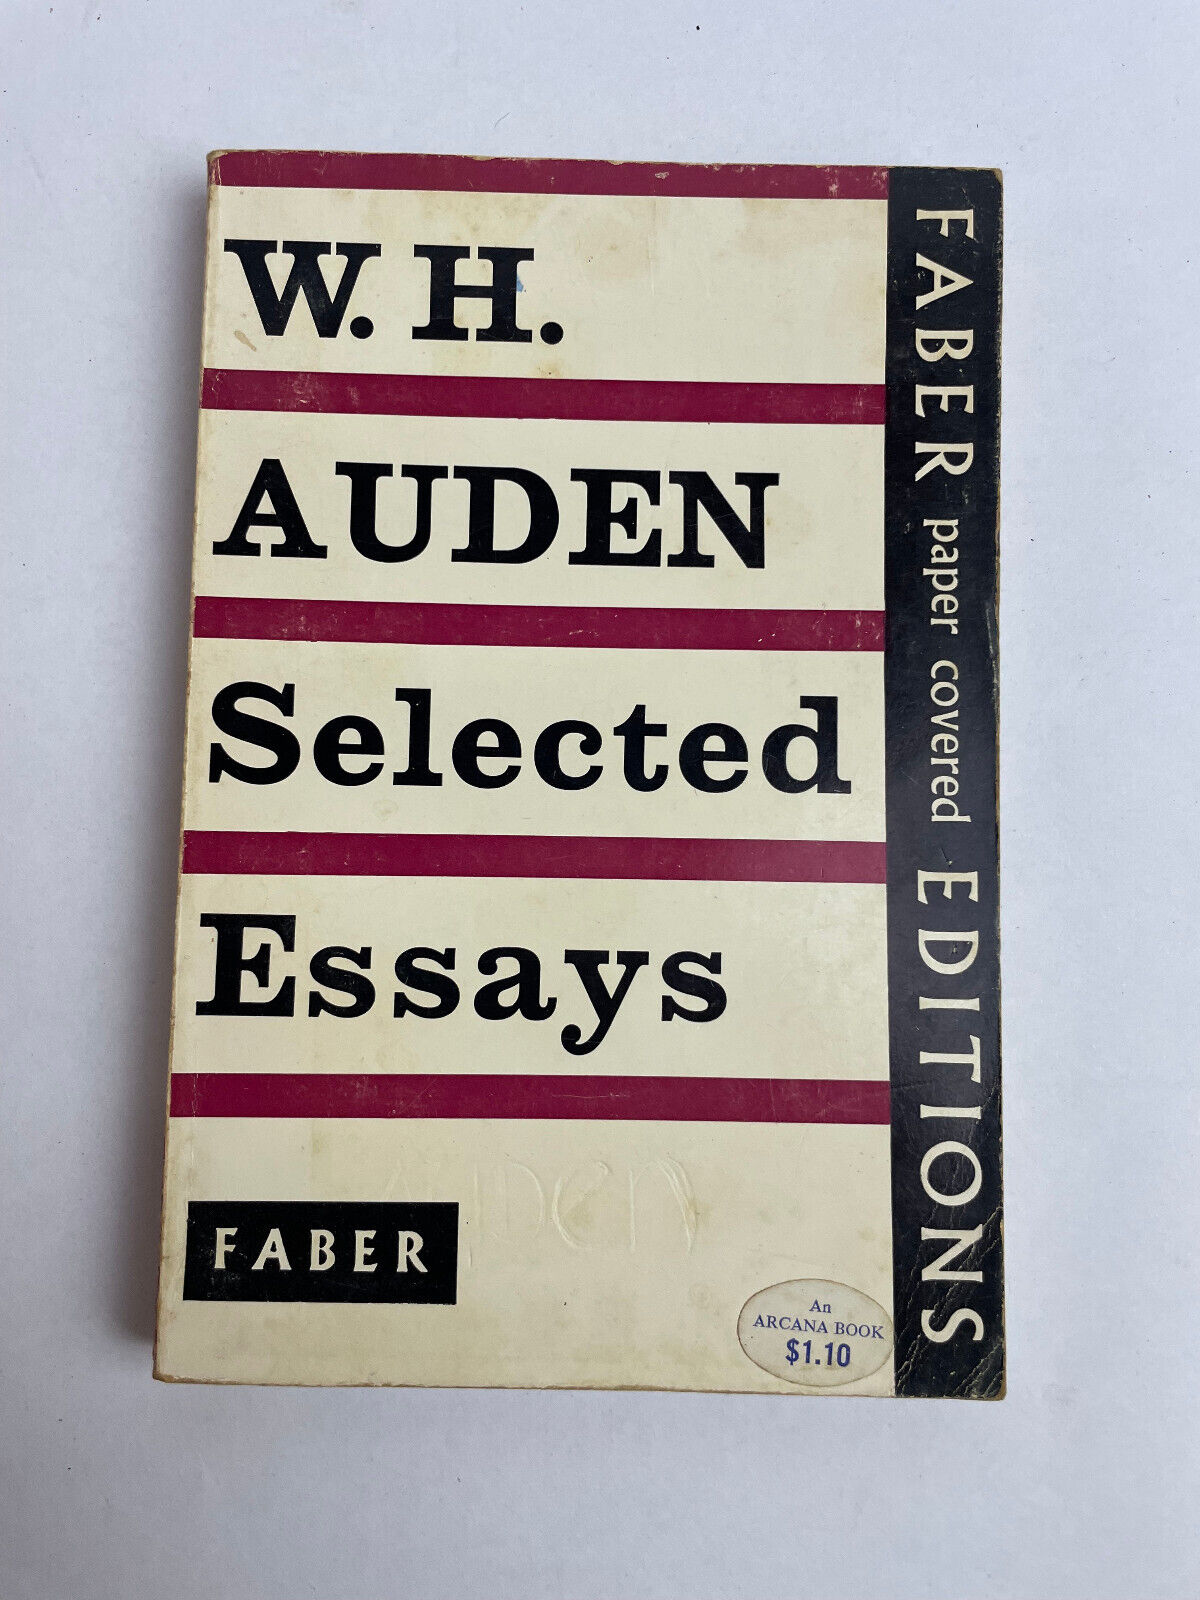 W. H.
AUDEN
Selected
Essays
FABER
An
ARCANA BOOK
$1.10
FABER paper covered EDITIONS